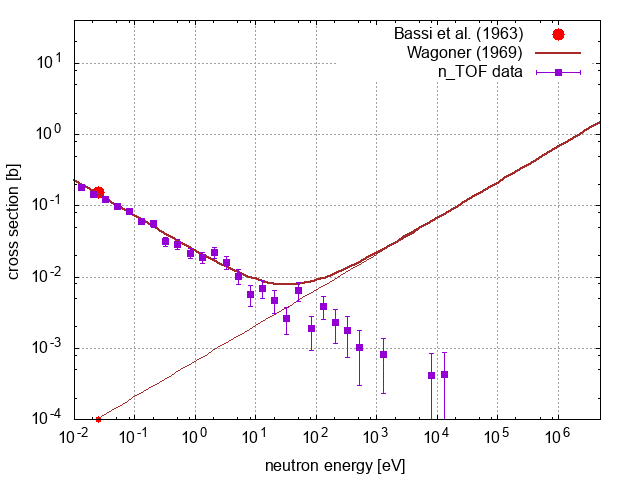 Bassi et al. (1963)
Wagoner (1969)
n_TOF data
10^1
10^0
10^-1
10^-2
10^-3
10^-4
cross section [b]
10^-2 10^-1 10^0 10^1 10^2 10^3 10^4 10^5 10^6
neutron energy [eV]